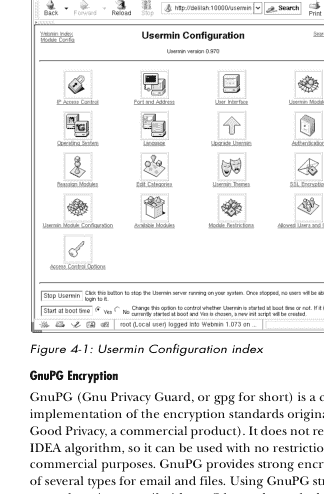 Back Forward Reload Stop http://delilah:10000/usermin Search Print
Webmin Index
Module Config
Usermin Configuration
Usermin version 0.970
IP Access Control Port and Address User Interface Usermin Modul
Operating System Language Upgrade Usermin Authentication
Reassign Modules Edit Categories Usermin Themes SSL Encryptio
Usermin Module Configuration Available Modules Module Restrictions Allowed Users and
Access Control Options
Stop Usermin Click this button to stop the Usermin server running on your system. Once stopped, no users will be ab
login to it.
Start at boot time Yes No Change this option to control whether Usermin is started at boot time or not. If it i
currently started at boot and Yes is chosen, a new init script will be created.
root (Local user) logged into Webmin 1.073 on ...
Figure 4-1: Usermin Configuration index
GnuPG Encryption
GnuPG (Gnu Privacy Guard, or gpg for short) is a c
implementation of the encryption standards origina
Good Privacy, a commercial product). It does not re
IDEA algorithm, so it can be used with no restriction
commercial purposes. GnuPG provides strong encr
of several types for email and files. Using GnuPG str